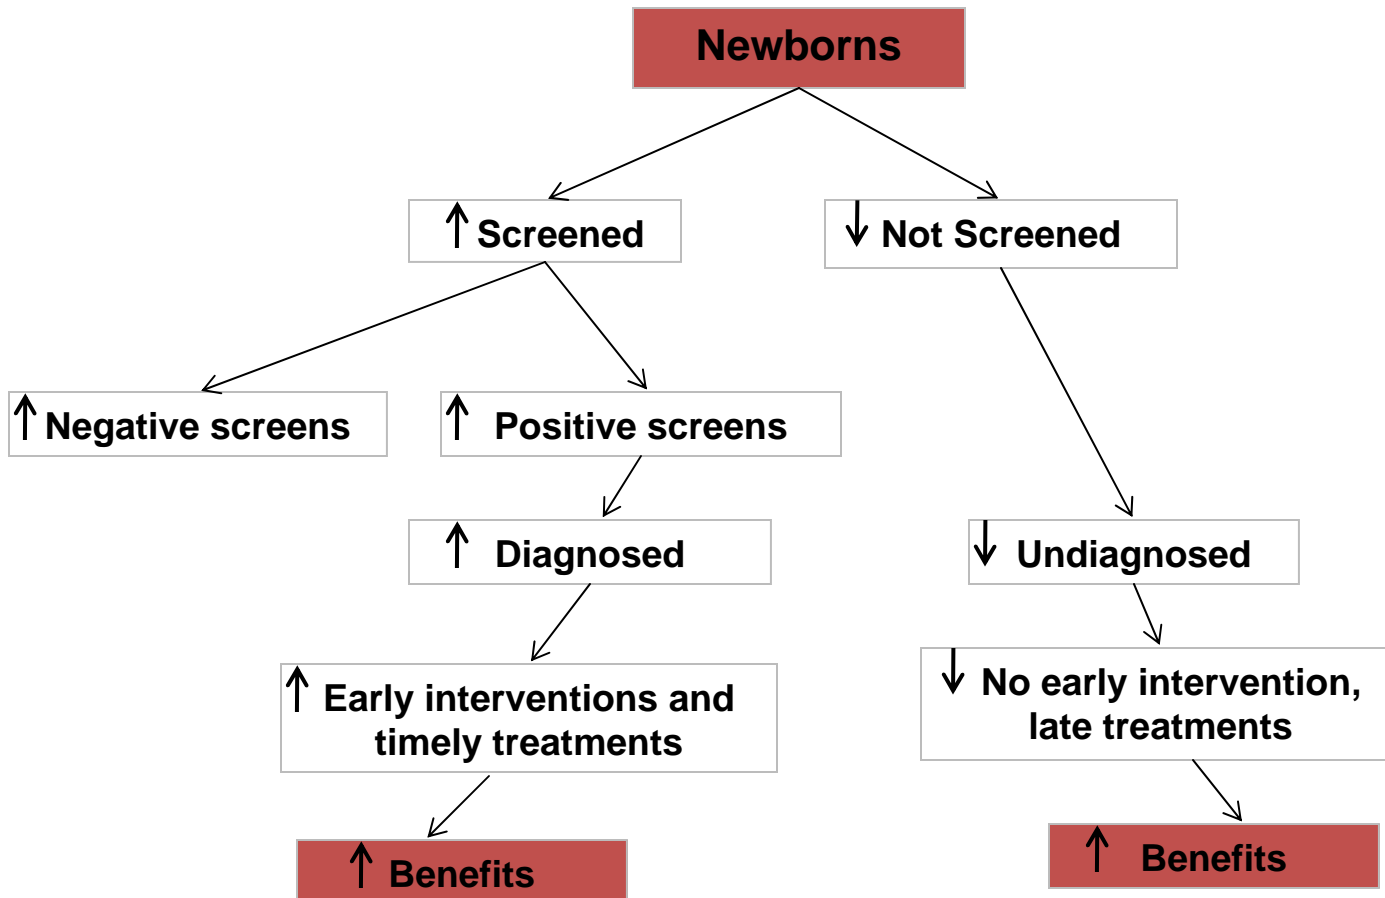 Newborns
↑ Screened
↓ Not Screened
↑ Negative screens
↑ Positive screens
↑ Diagnosed
↓ Undiagnosed
↑ Early interventions and
timely treatments
↓ No early intervention,
late treatments
↑ Benefits
↑ Benefits